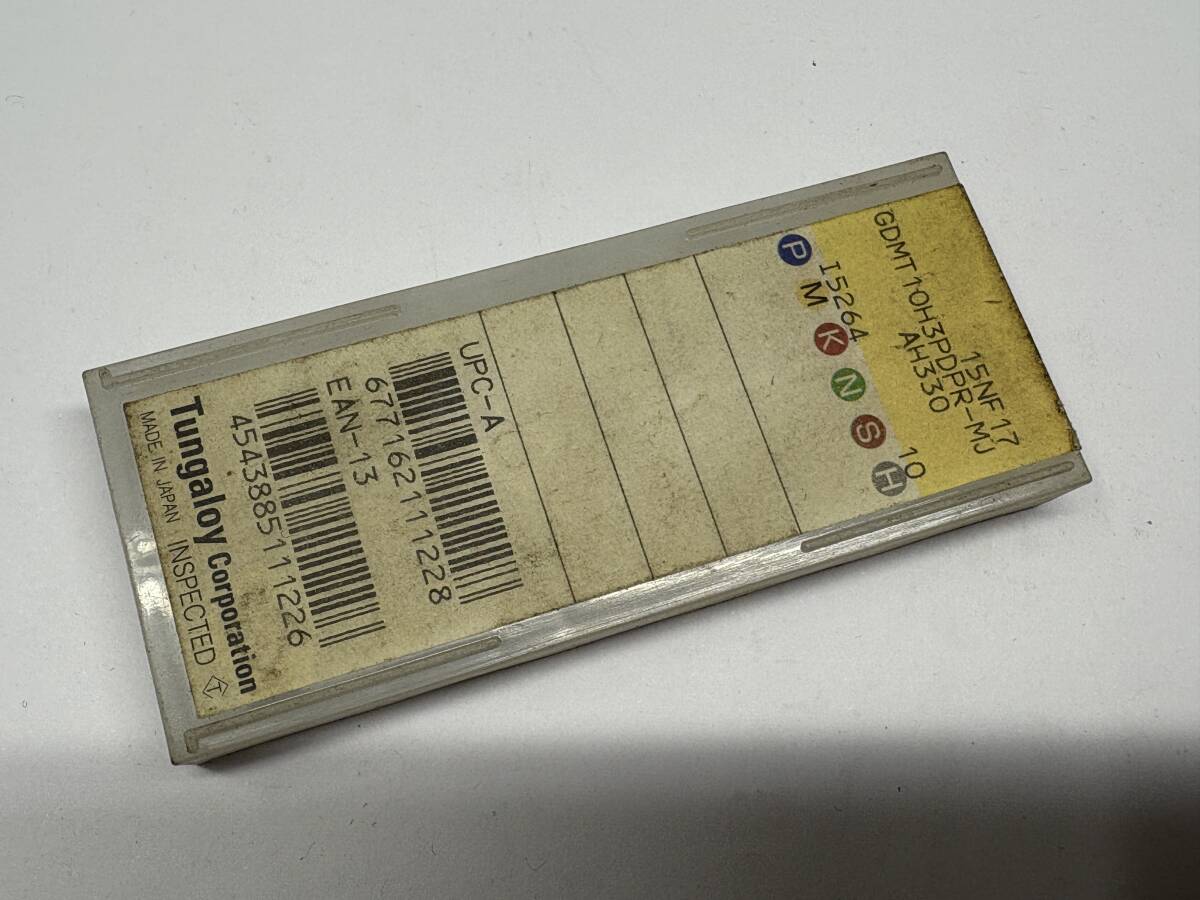 15NF17
GDMT10H3PDPR-MJ
AH330
I5264 10
P M K N S H
UPC-A
677162111228
EAN-13
4543885111226
Tungaloy Corporation
MADE IN JAPAN INSPECTED T